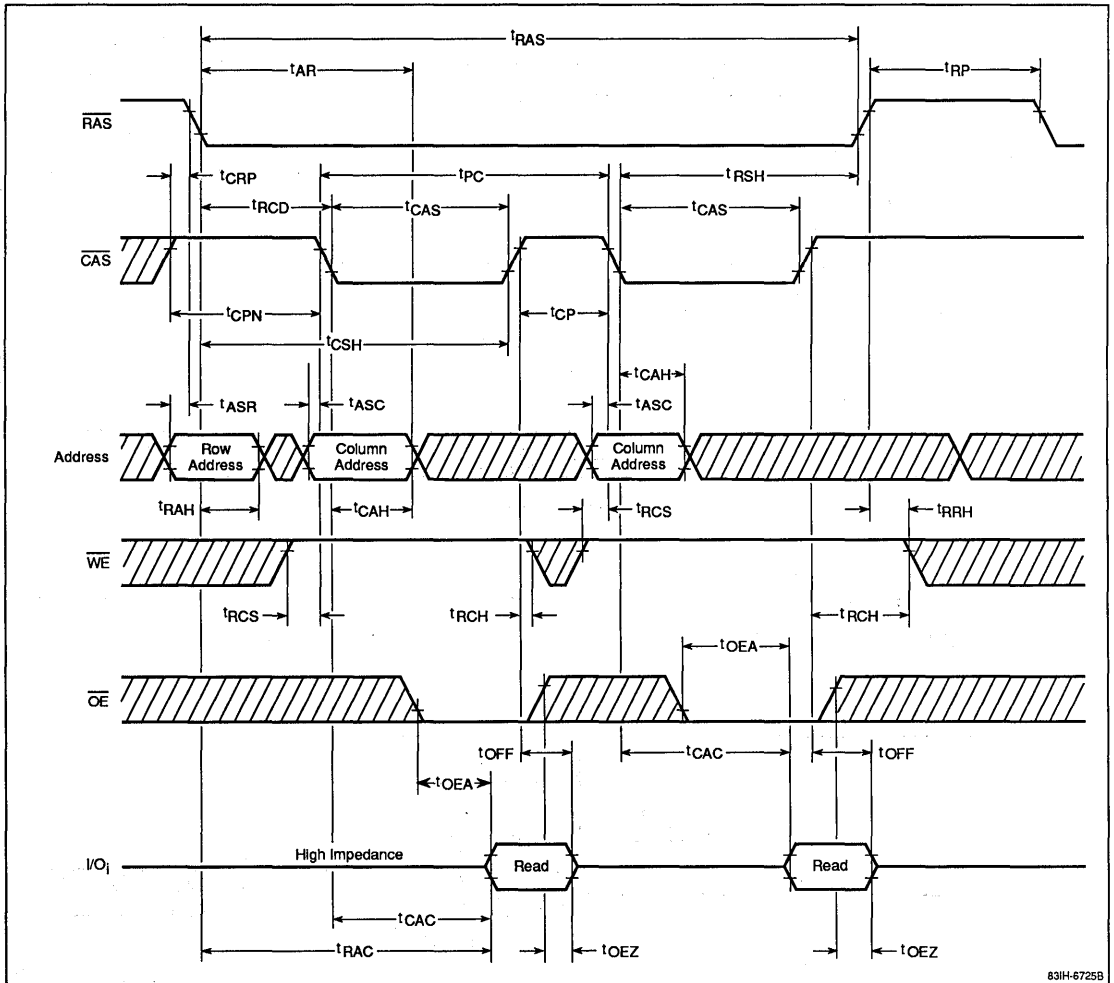 tRAS
tAR
tRP
RAS
tCRP
tPC
tRSH
tRCD
tCAS
tCAS
CAS
tCPN
tCP
tCSH
tCAH
tASR
tASC
tASC
Address
Row
Address
Column
Address
Column
Address
tRAH
tCAH
tRCS
tRRH
WE
tRCS
tRCH
tRCH
tOEA
OE
tOFF
tCAC
tOFF
tOEA
I/Oi
High Impedance
Read
Read
tCAC
tRAC
tOEZ
tOEZ
83IH-6725B